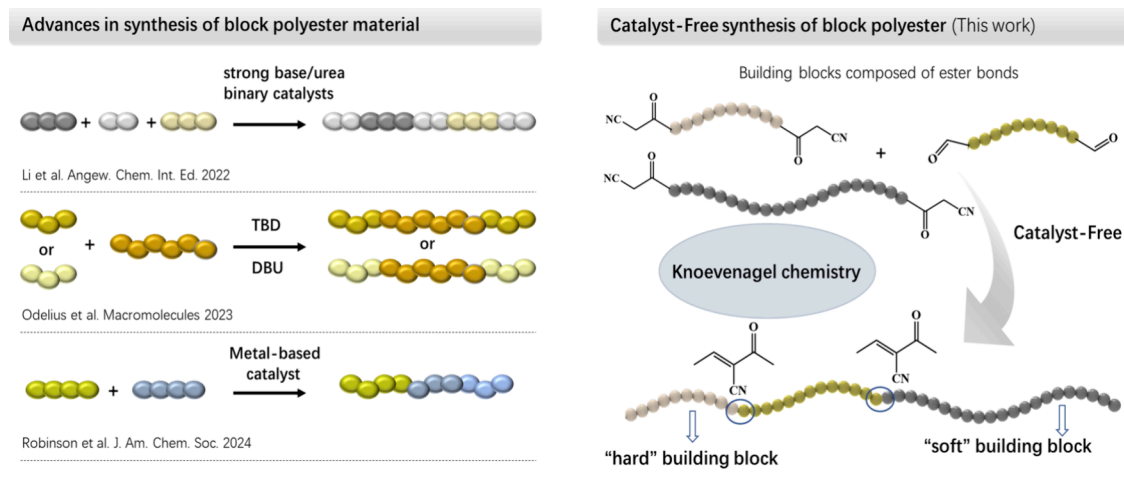 Advances in synthesis of block polyester material
strong base/urea
binary catalysts
+
+
Li et al. Angew. Chem. Int. Ed. 2022
or
+
TBD
DBU
or
Odelius et al. Macromolecules 2023
+
Metal-based
catalyst
Robinson et al. J. Am. Chem. Soc. 2024
Catalyst-Free synthesis of block polyester (This work)
Building blocks composed of ester bonds
NC
O
O
CN
+
O
O
NC
O
O
CN
Catalyst-Free
Knoevenagel chemistry
O
CN
O
CN
"hard" building block
"soft" building block